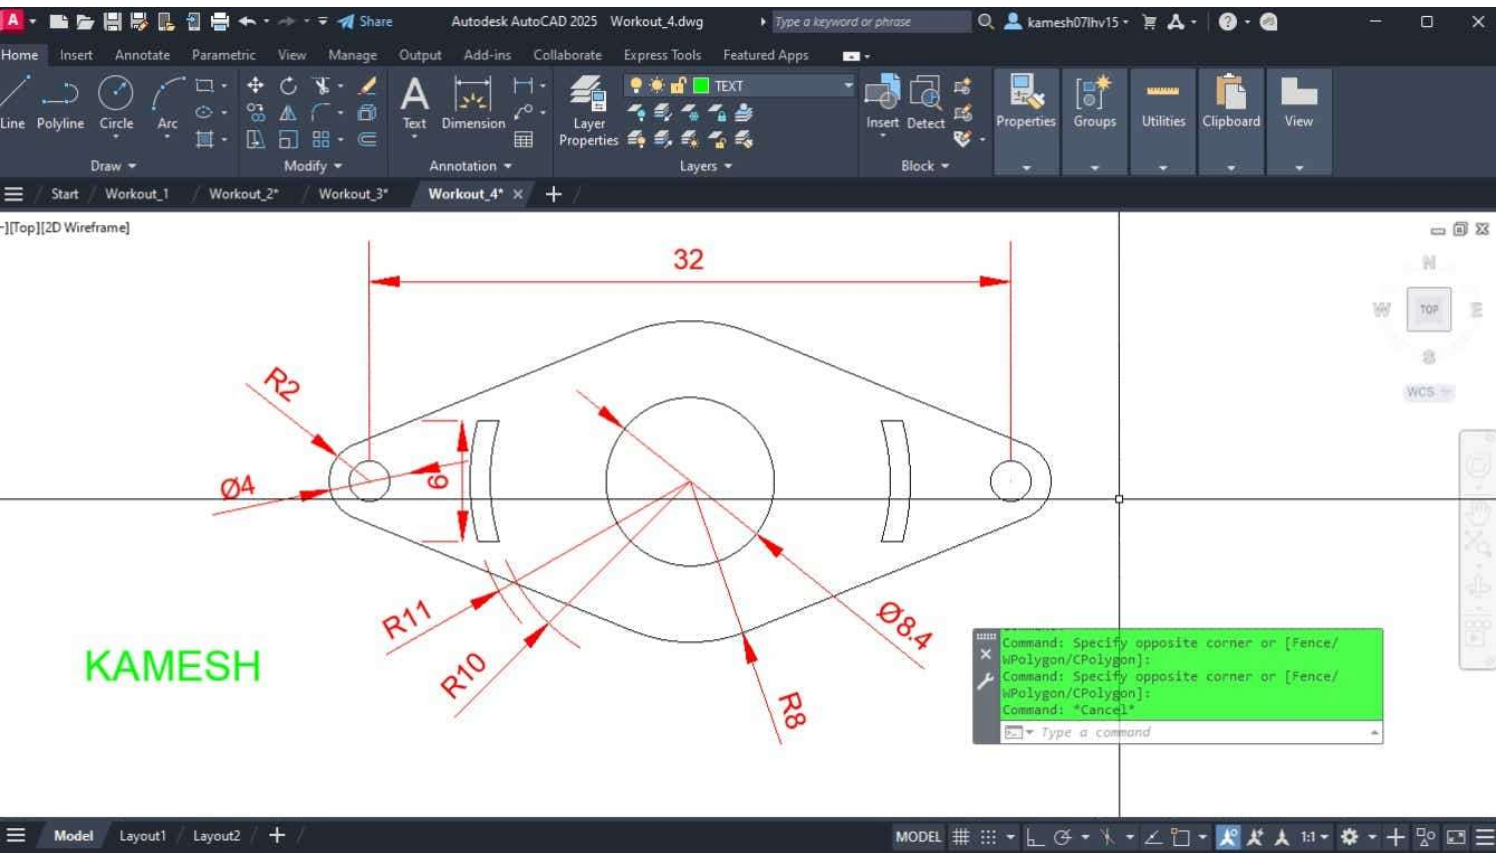 A
Share
Autodesk AutoCAD 2025 Workout_4.dwg
Type a keyword or phrase
kamesh07lhv15
Home Insert Annotate Parametric View Manage Output Add-ins Collaborate Express Tools Featured Apps
Line Polyline Circle Arc
Text Dimension
Layer Properties
TEXT
Insert Detect
Properties Groups Utilities Clipboard View
Draw Modify Annotation Layers Block
Start Workout_1 Workout_2* Workout_3* Workout_4*
-][Top][2D Wireframe]
N
W TOP E
S
WCS
32
R2
Ø4
6
R11
R10
R8
Ø8.4
KAMESH
Command: Specify opposite corner or [Fence/
WPolygon/CPolygon]:
Command: Specify opposite corner or [Fence/
WPolygon/CPolygon]:
Command: *Cancel*
Type a command
Model Layout1 Layout2
MODEL 1:1